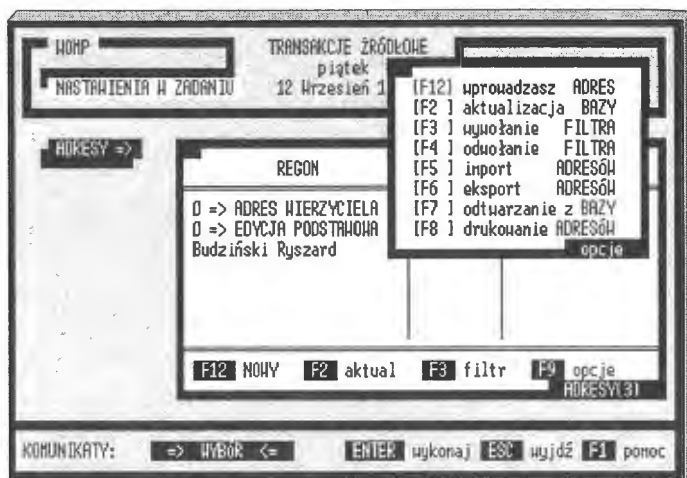 WOMP
TRANSAKCJE ŹRÓDŁOWE
piątek
NASTAWIENIA W ZADANIU
12 Wrzesień 1
[F12] wprowadzasz ADRES
[F2 ] aktualizacja BAZY
[F3 ] wywołanie FILTRA
[F4 ] odwołanie FILTRA
[F5 ] import ADRESÓW
[F6 ] eksport ADRESÓW
[F7 ] odtwarzanie z BAZY
[F8 ] drukowanie ADRESÓW
opcje
ADRESY =>
REGON
0 => ADRES WIERZYCIELA
0 => EDYCJA PODSTAWOWA
Budziński Ryszard
F12 NOWY F2 aktual F3 filtr F9 opcje
ADRESY(3)
KOMUNIKATY: => WYBÓR <= ENTER wykonaj ESC wyjdź F1 pomoc